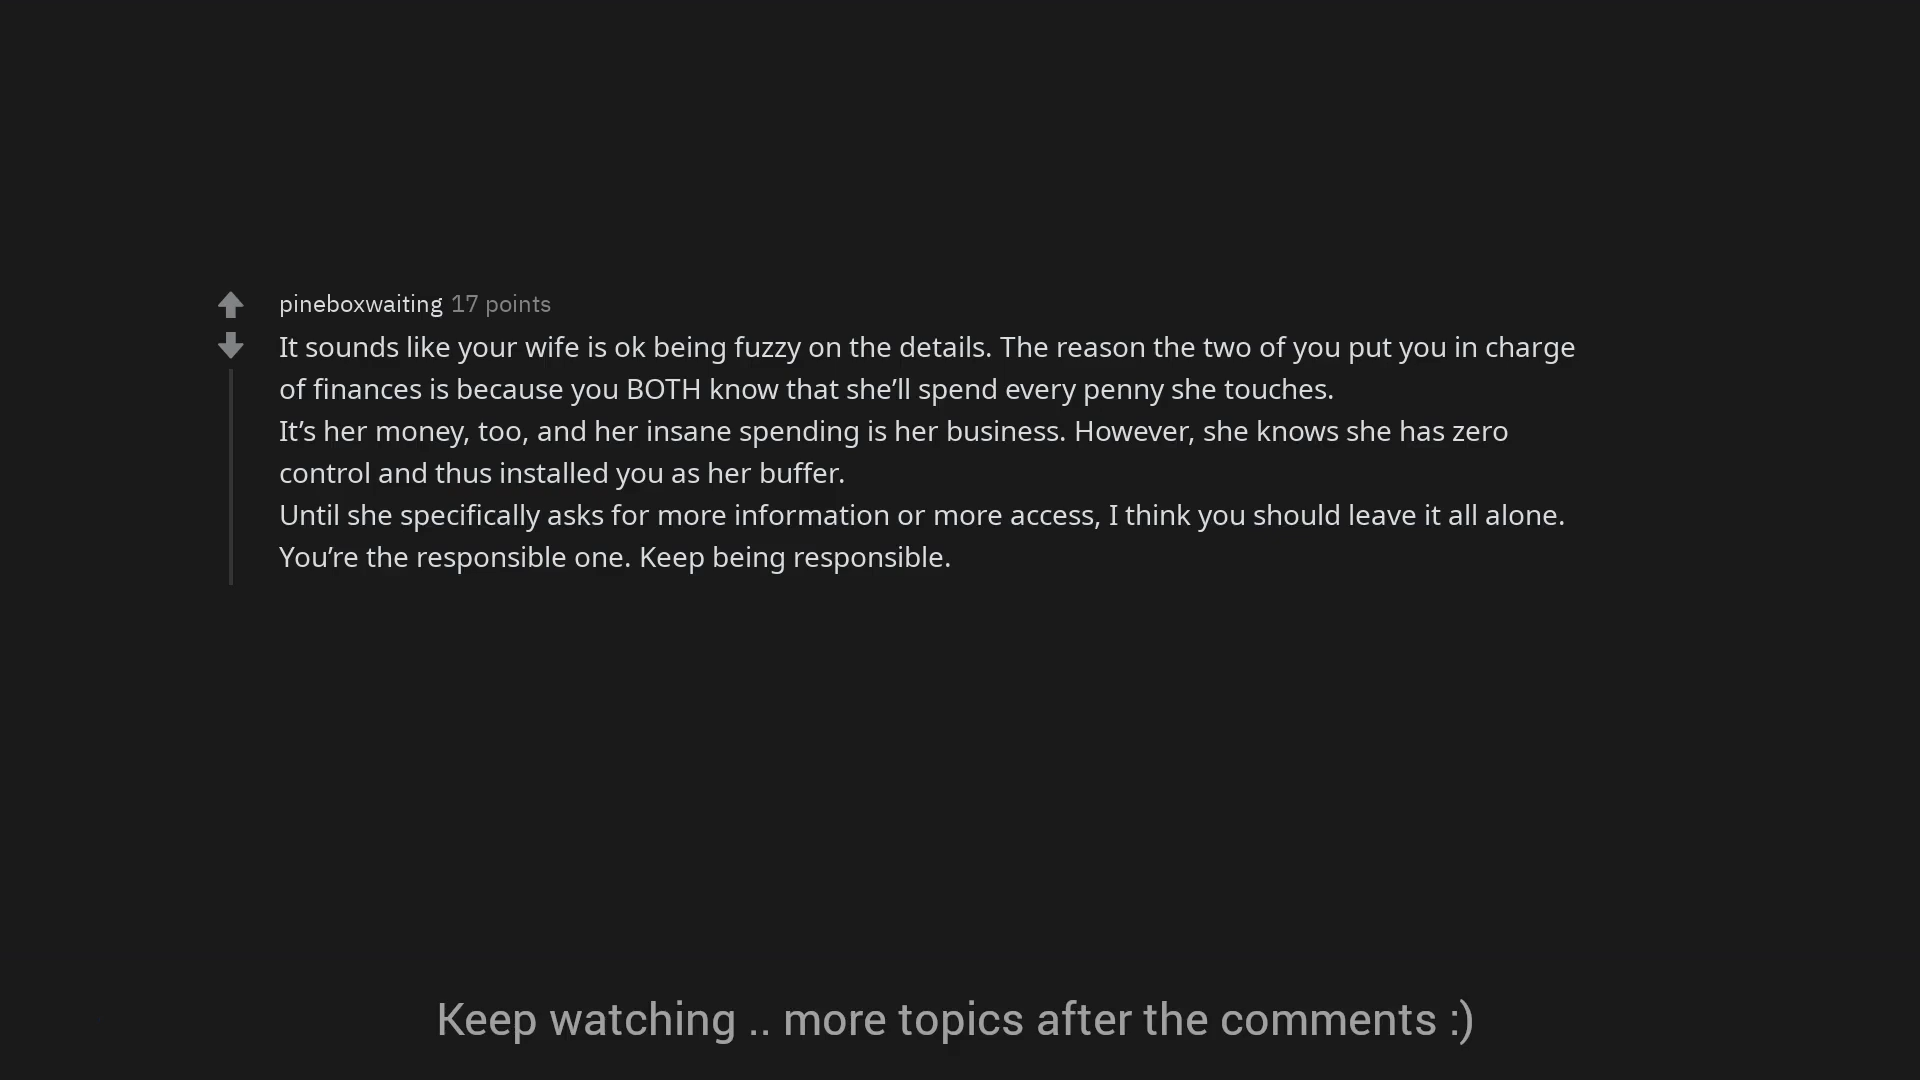 pineboxwaiting 17 points
It sounds like your wife is ok being fuzzy on the details. The reason the two of you put you in charge
of finances is because you BOTH know that she’ll spend every penny she touches.
It’s her money, too, and her insane spending is her business. However, she knows she has zero
control and thus installed you as her buffer.
Until she specifically asks for more information or more access, I think you should leave it all alone.
You’re the responsible one. Keep being responsible.
Keep watching .. more topics after the comments :)